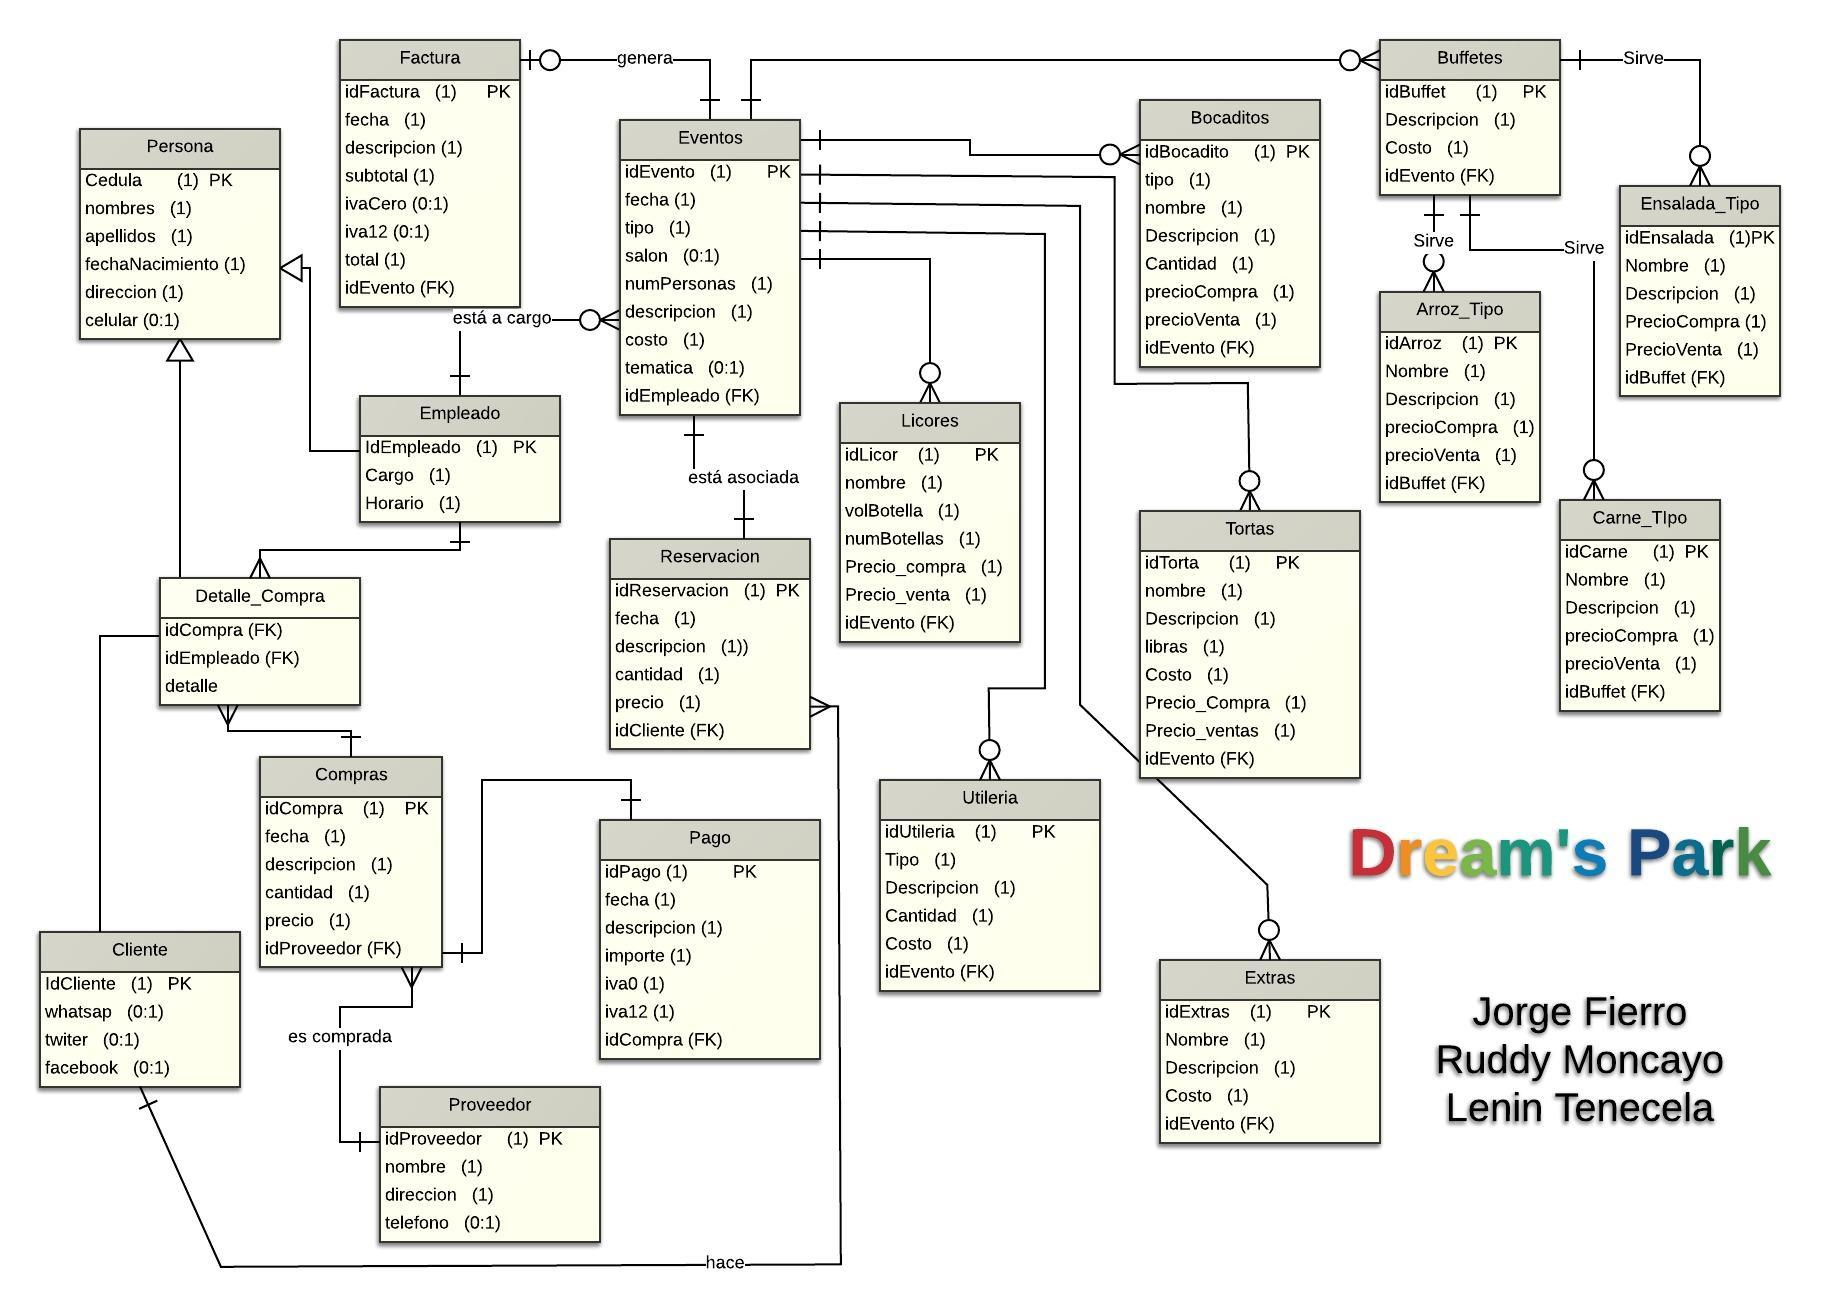 Factura
idFactura (1) PK
fecha (1)
descripcion (1)
subtotal (1)
ivaCero (0:1)
iva12 (0:1)
total (1)
idEvento (FK)
genera
Buffetes
idBuffet (1) PK
Descripcion (1)
Costo (1)
idEvento (FK)
Sirve
Sirve
Sirve
Persona
Cedula (1) PK
nombres (1)
apellidos (1)
fechaNacimiento (1)
direccion (1)
celular (0:1)
Eventos
idEvento (1) PK
fecha (1)
tipo (1)
salon (0:1)
numPersonas (1)
descripcion (1)
costo (1)
tematica (0:1)
idEmpleado (FK)
Bocaditos
idBocadito (1) PK
tipo (1)
nombre (1)
Descripcion (1)
Cantidad (1)
precioCompra (1)
precioVenta (1)
idEvento (FK)
Ensalada_Tipo
idEnsalada (1)PK
Nombre (1)
Descripcion (1)
PrecioCompra (1)
PrecioVenta (1)
idBuffet (FK)
Arroz_Tipo
idArroz (1) PK
Nombre (1)
Descripcion (1)
precioCompra (1)
precioVenta (1)
idBuffet (FK)
está a cargo
Empleado
IdEmpleado (1) PK
Cargo (1)
Horario (1)
está asociada
Licores
idLicor (1) PK
nombre (1)
volBotella (1)
numBotellas (1)
Precio_compra (1)
Precio_venta (1)
idEvento (FK)
Tortas
idTorta (1) PK
nombre (1)
Descripcion (1)
libras (1)
Costo (1)
Precio_Compra (1)
Precio_ventas (1)
idEvento (FK)
Carne_TIpo
idCarne (1) PK
Nombre (1)
Descripcion (1)
precioCompra (1)
precioVenta (1)
idBuffet (FK)
Detalle_Compra
idCompra (FK)
idEmpleado (FK)
detalle
Reservacion
idReservacion (1) PK
fecha (1)
descripcion (1))
cantidad (1)
precio (1)
idCliente (FK)
Compras
idCompra (1) PK
fecha (1)
descripcion (1)
cantidad (1)
precio (1)
idProveedor (FK)
Pago
idPago (1) PK
fecha (1)
descripcion (1)
importe (1)
iva0 (1)
iva12 (1)
idCompra (FK)
Utileria
idUtileria (1) PK
Tipo (1)
Descripcion (1)
Cantidad (1)
Costo (1)
idEvento (FK)
Dream's Park
Cliente
IdCliente (1) PK
whatsap (0:1)
twiter (0:1)
facebook (0:1)
es comprada
Extras
idExtras (1) PK
Nombre (1)
Descripcion (1)
Costo (1)
idEvento (FK)
Jorge Fierro
Ruddy Moncayo
Lenin Tenecela
Proveedor
idProveedor (1) PK
nombre (1)
direccion (1)
telefono (0:1)
hace